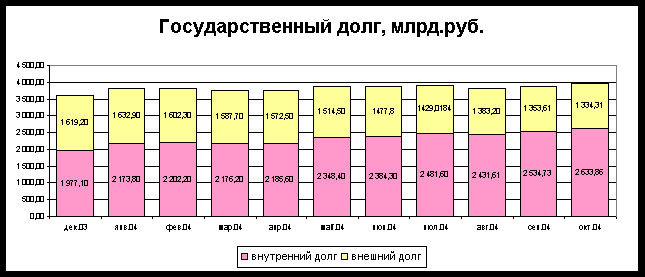 Государственный долг, млрд.руб.
4 500,00
4 000,00
3 500,00
3 000,00
2 500,00
2 000,00
1 500,00
1 000,00
500,00
0,00
1 619,20 1 632,90 1 602,30 1 587,70 1 572,50 1 514,50 1477,8 1429,0184 1 383,20 1 353,61 1 334,31
1 977,10 2 173,80 2 202,20 2 176,20 2 185,60 2 348,40 2 384,30 2 481,60 2 431,61 2 534,73 2 633,86
дек.03 янв.04 фев.04 мар.04 апр.04 май.04 июн.04 июл.04 авг.04 сен.04 окт.04
внутренний долг внешний долг